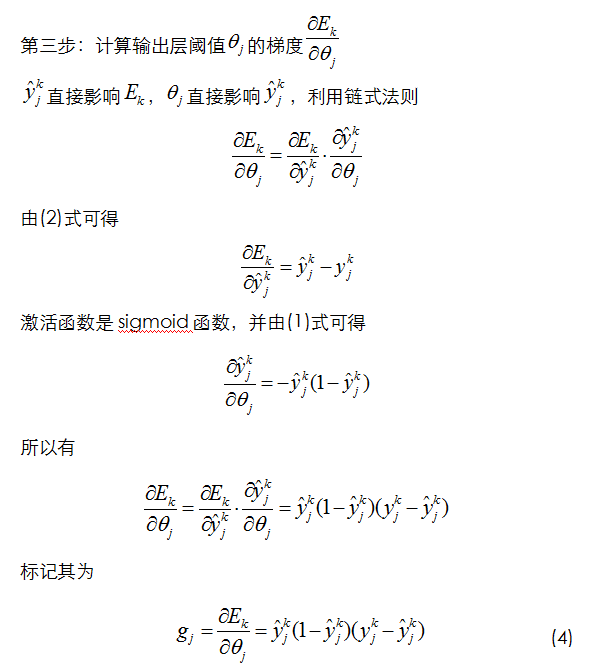 第三步：计算输出层阈值 $\theta_j$ 的梯度 $\frac{\partial E_k}{\partial \theta_j}$
$\hat{y}_j^k$ 直接影响 $E_k$，$\theta_j$ 直接影响 $\hat{y}_j^k$，利用链式法则
$\frac{\partial E_k}{\partial \theta_j} = \frac{\partial E_k}{\partial \hat{y}_j^k} \cdot \frac{\partial \hat{y}_j^k}{\partial \theta_j}$
由(2)式可得
$\frac{\partial E_k}{\partial \hat{y}_j^k} = \hat{y}_j^k - y_j^k$
激活函数是 sigmoid 函数，并由(1)式可得
$\frac{\partial \hat{y}_j^k}{\partial \theta_j} = -\hat{y}_j^k(1-\hat{y}_j^k)$
所以有
$\frac{\partial E_k}{\partial \theta_j} = \frac{\partial E_k}{\partial \hat{y}_j^k} \cdot \frac{\partial \hat{y}_j^k}{\partial \theta_j} = \hat{y}_j^k(1-\hat{y}_j^k)(y_j^k-\hat{y}_j^k)$
标记其为
$g_j = \frac{\partial E_k}{\partial \theta_j} = \hat{y}_j^k(1-\hat{y}_j^k)(y_j^k-\hat{y}_j^k)$ (4)